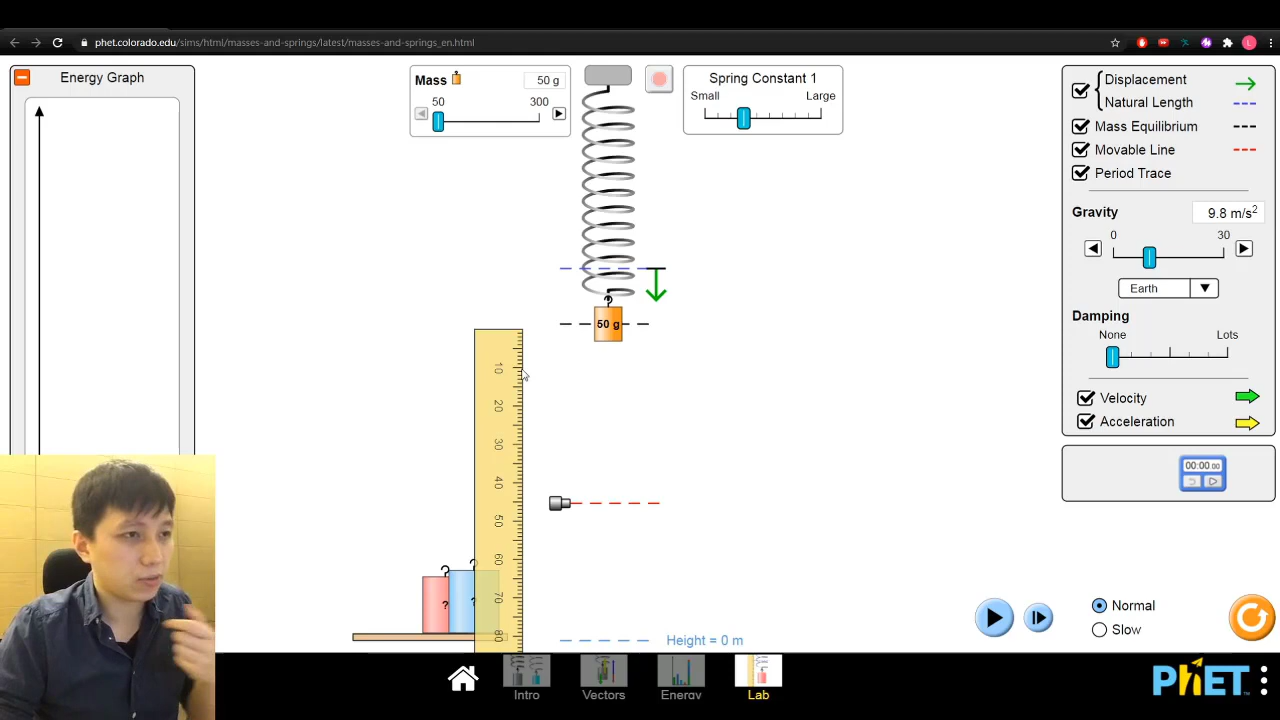 phet.colorado.edu/sims/html/masses-and-springs/latest/masses-and-springs_en.html
L
Energy Graph
Mass
50 g
50
300
Spring Constant 1
Small
Large
Displacement
Natural Length
Mass Equilibrium
Movable Line
Period Trace
Gravity
9.8 m/s²
0
30
Earth
Damping
None
Lots
Velocity
Acceleration
00:00 00
50 g
10
20
30
40
50
60
70
80
?
?
?
?
Height = 0 m
Normal
Slow
Intro
Vectors
Energy
Lab
PhET